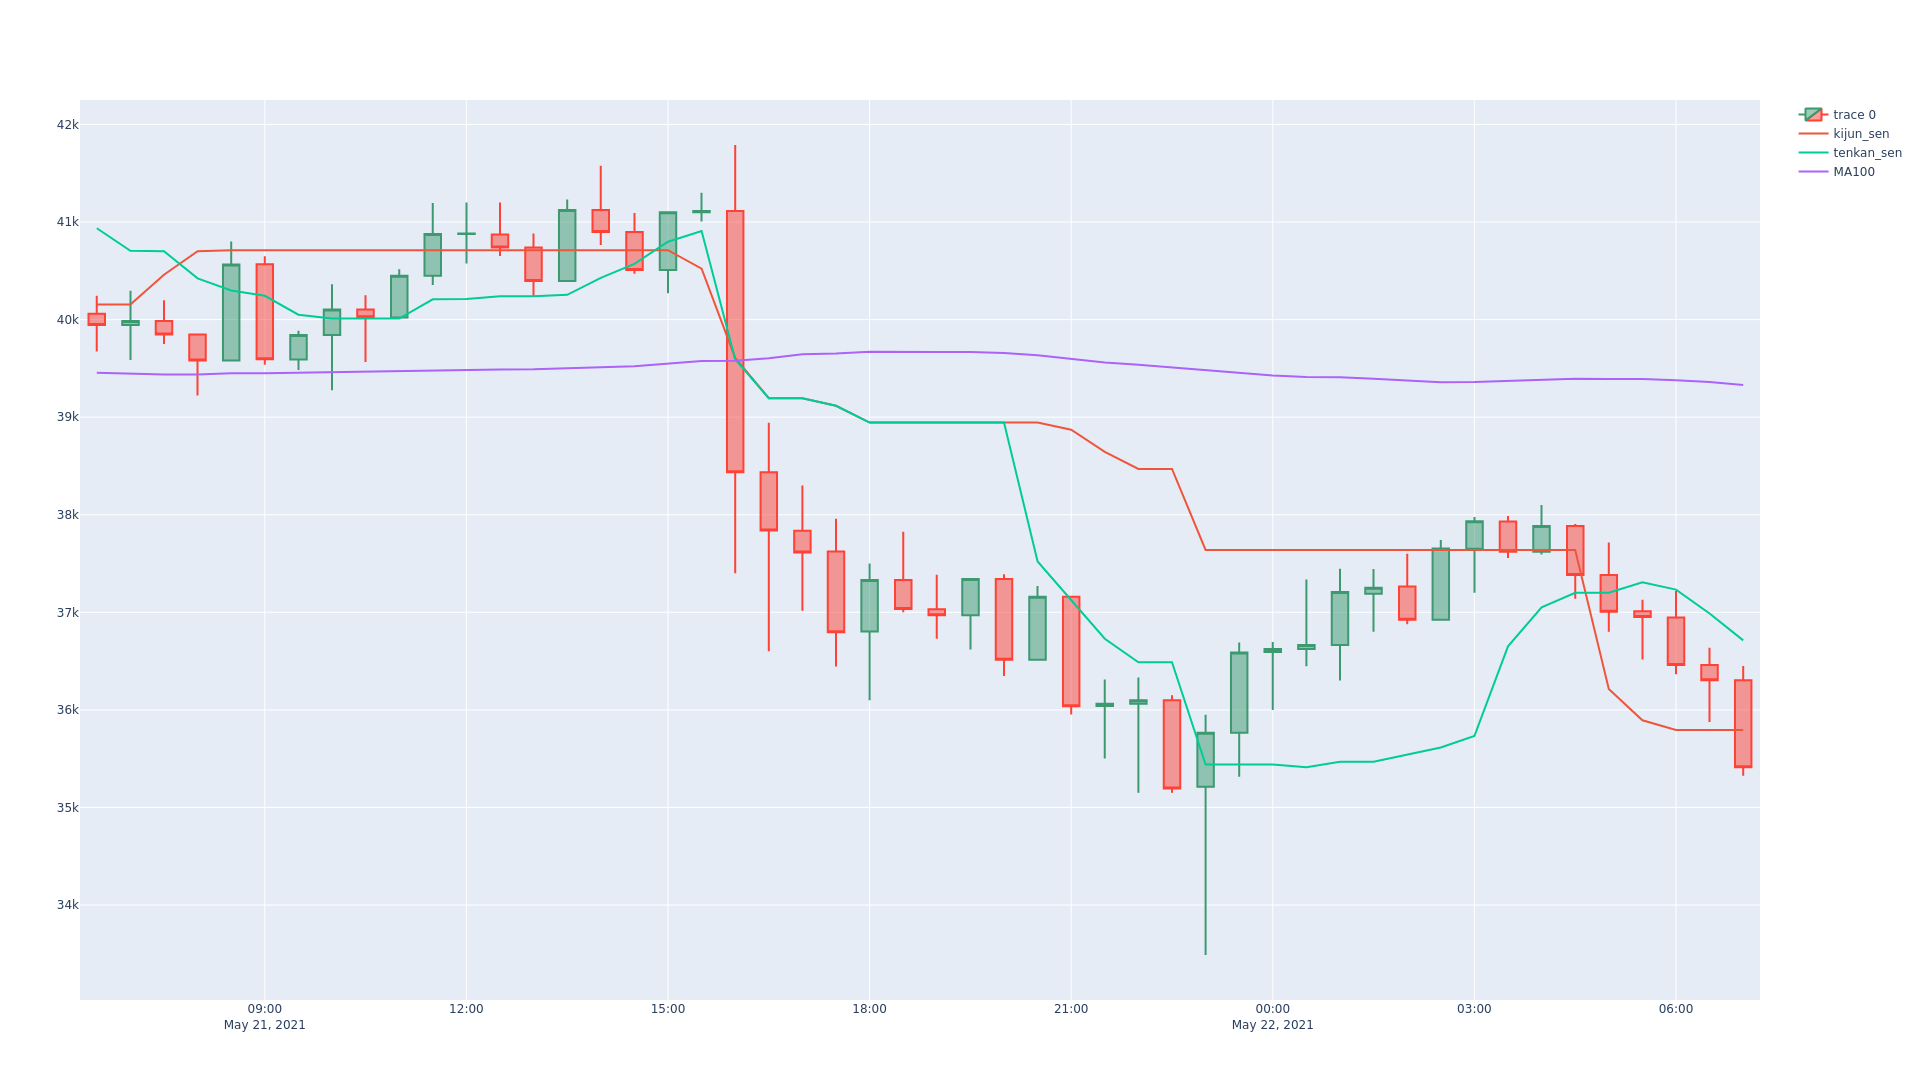 42k
41k
40k
39k
38k
37k
36k
35k
34k
09:00
May 21, 2021
12:00
15:00
18:00
21:00
00:00
May 22, 2021
03:00
06:00
trace 0
kijun_sen
tenkan_sen
MA100